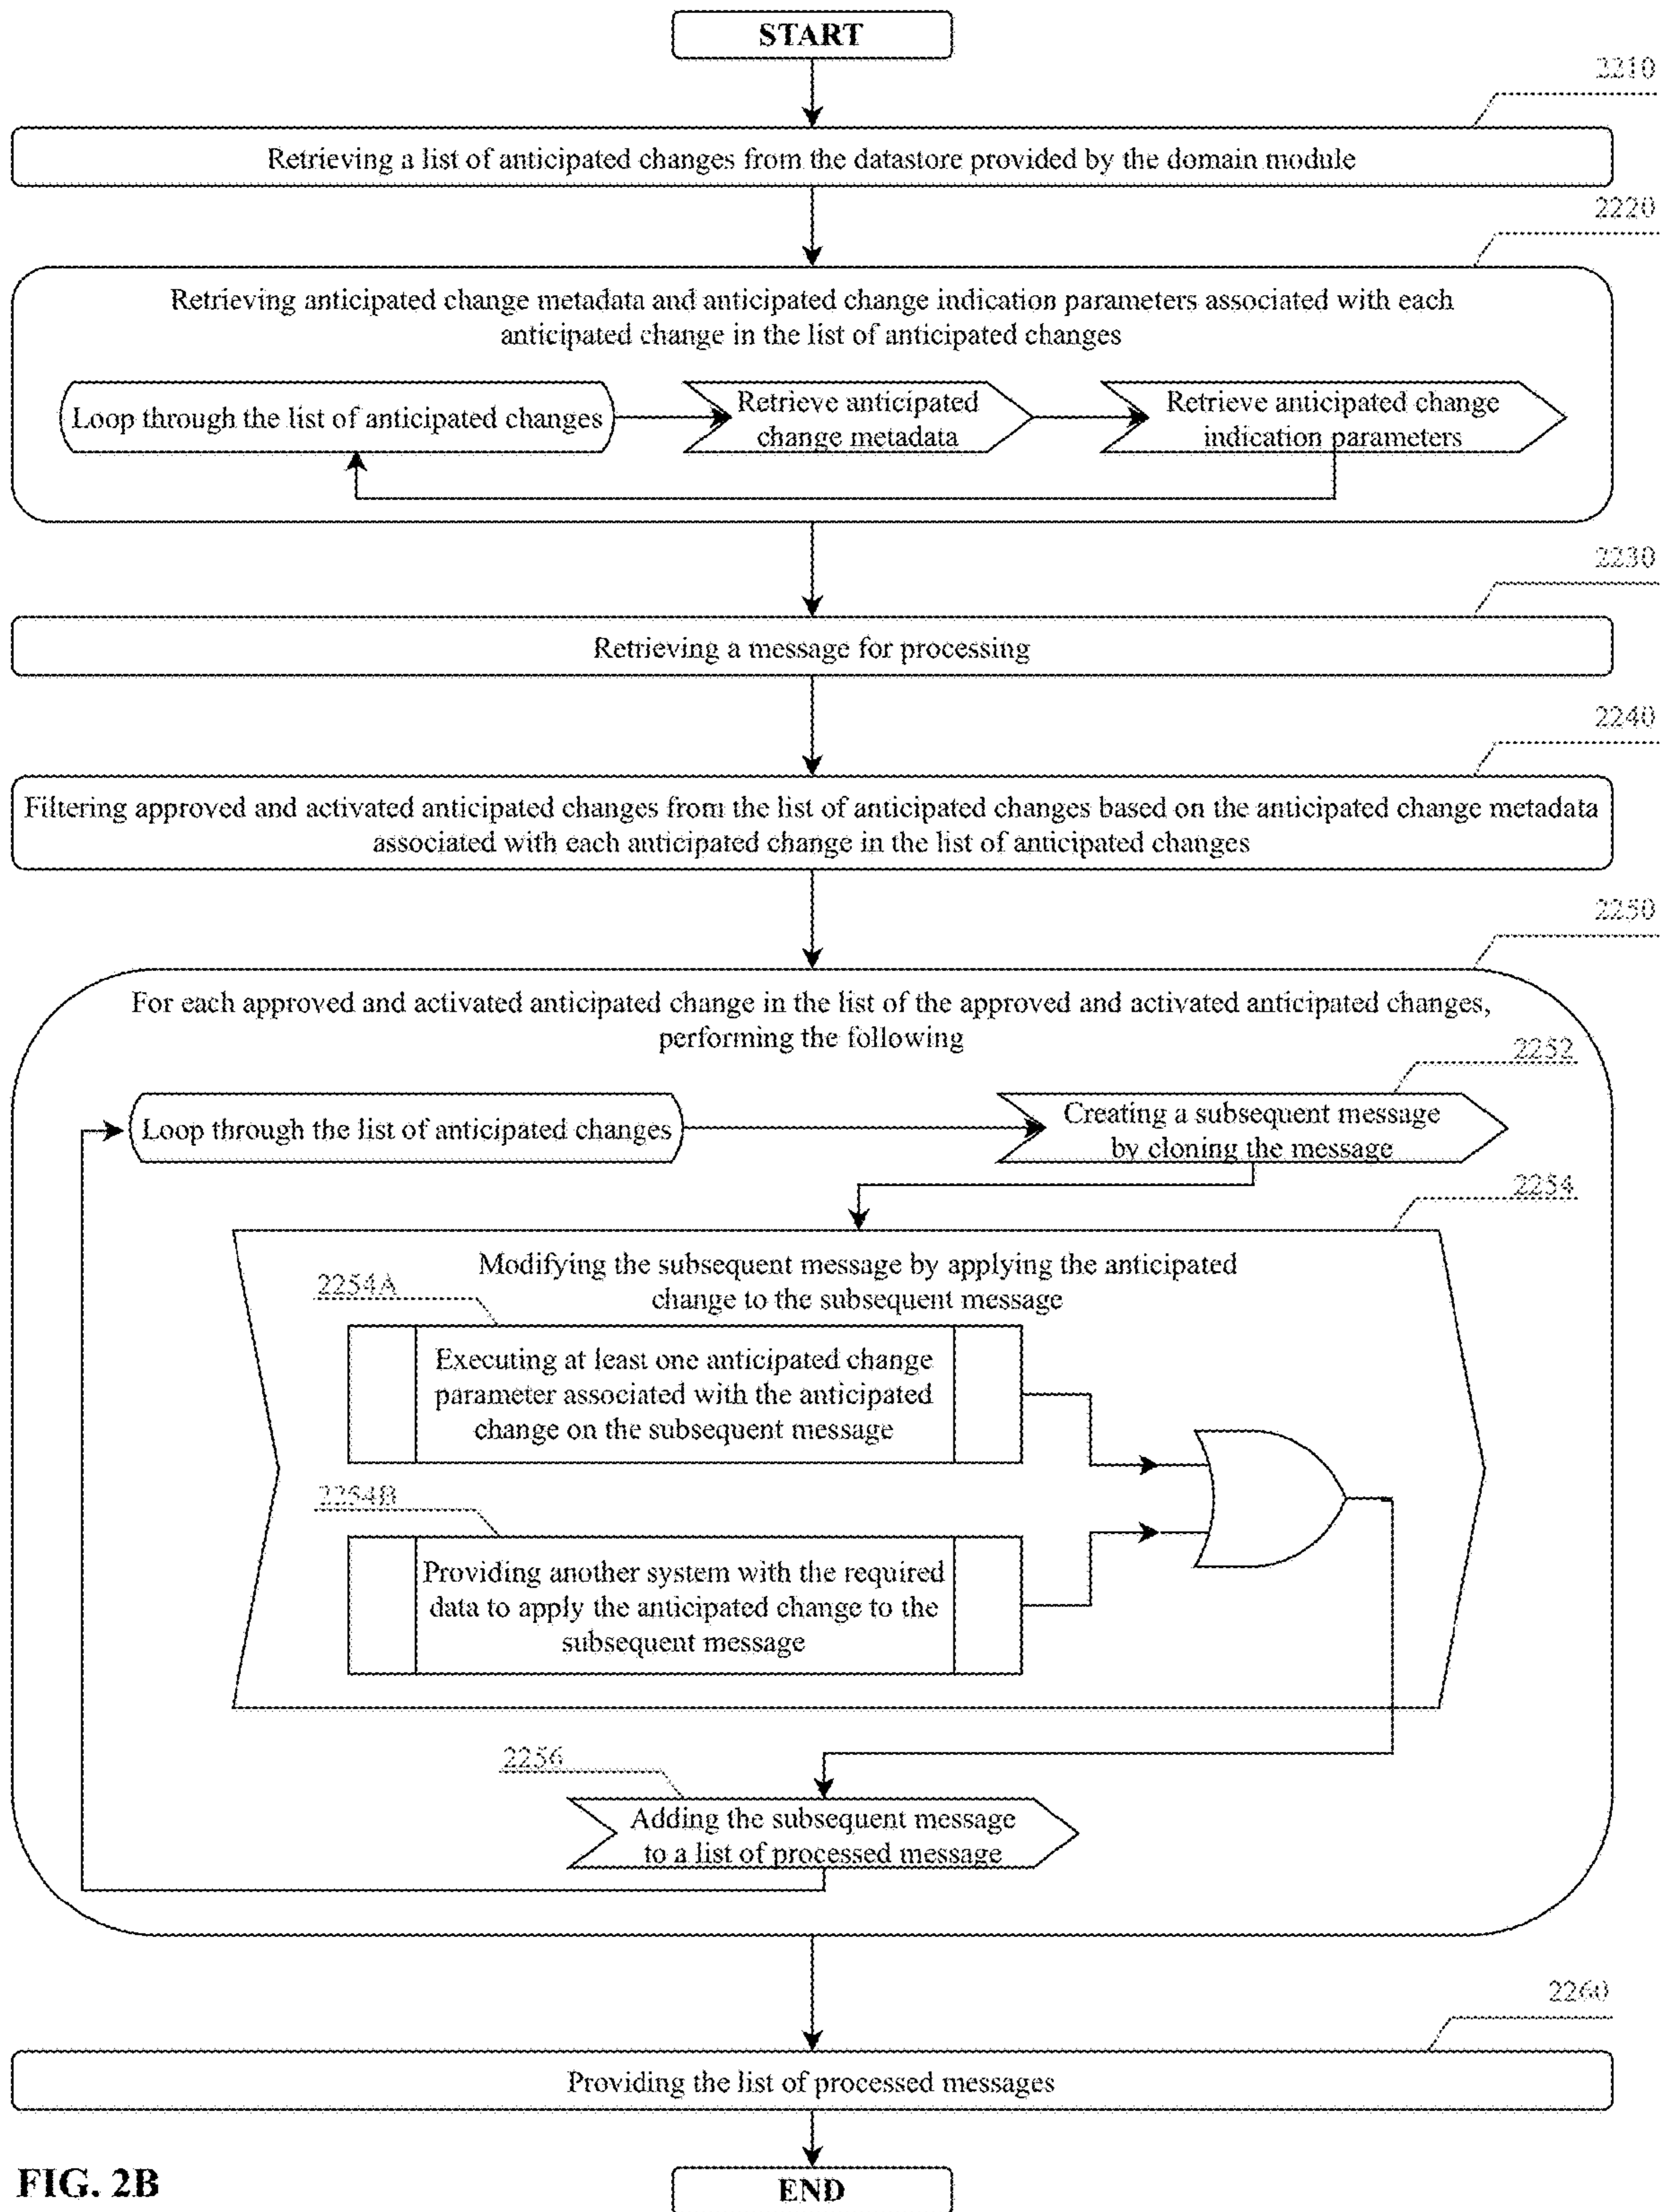 START
2210
Retrieving a list of anticipated changes from the datastore provided by the domain module
2220
Retrieving anticipated change metadata and anticipated change indication parameters associated with each
anticipated change in the list of anticipated changes
Loop through the list of anticipated changes
Retrieve anticipated
change metadata
Retrieve anticipated change
indication parameters
2230
Retrieving a message for processing
2240
Filtering approved and activated anticipated changes from the list of anticipated changes based on the anticipated change metadata
associated with each anticipated change in the list of anticipated changes
2250
For each approved and activated anticipated change in the list of the approved and activated anticipated changes,
performing the following
2252
Loop through the list of anticipated changes
Creating a subsequent message
by cloning the message
2254
Modifying the subsequent message by applying the anticipated
change to the subsequent message
2254A
Executing at least one anticipated change
parameter associated with the anticipated
change on the subsequent message
2254B
Providing another system with the required
data to apply the anticipated change to the
subsequent message
2256
Adding the subsequent message
to a list of processed message
2260
Providing the list of processed messages
END
FIG. 2B